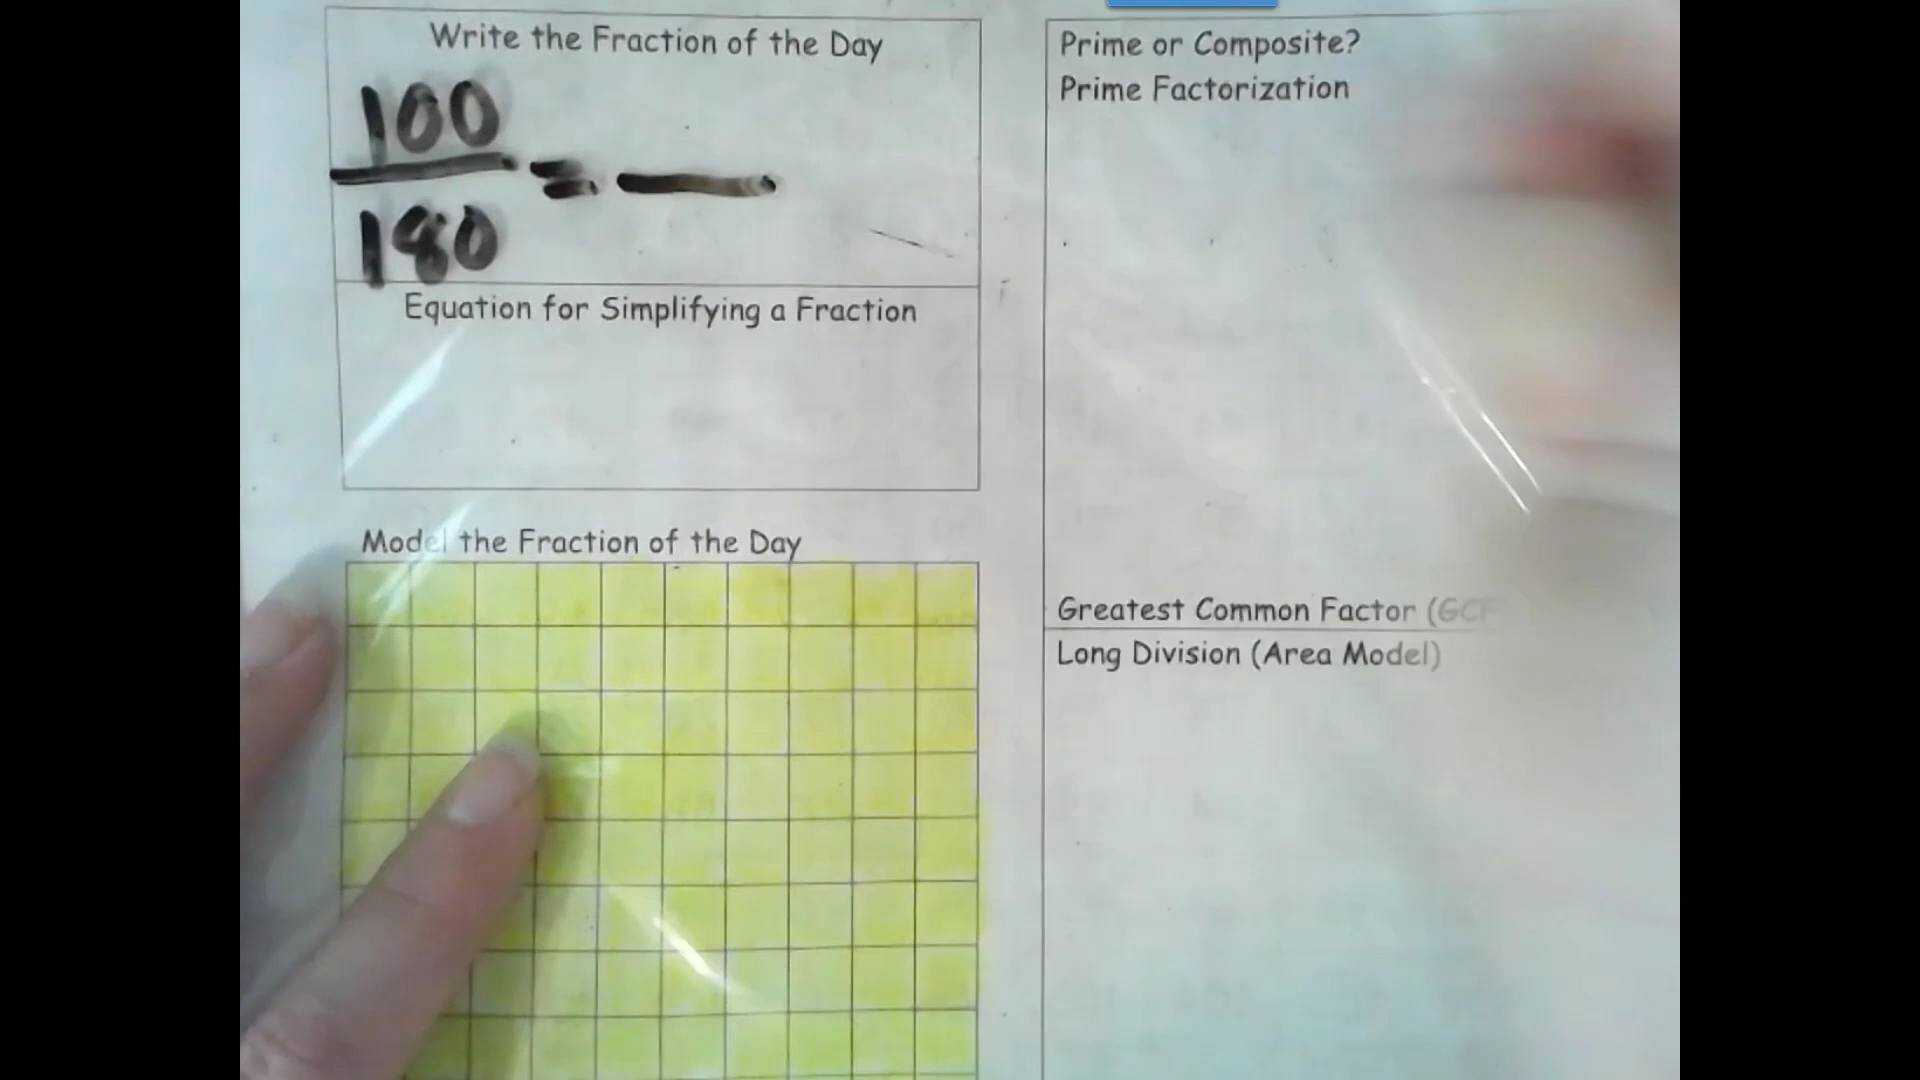 Write the Fraction of the Day
100
180
= —
Equation for Simplifying a Fraction
Model the Fraction of the Day
Prime or Composite?
Prime Factorization
Greatest Common Factor (GCF
Long Division (Area Model)